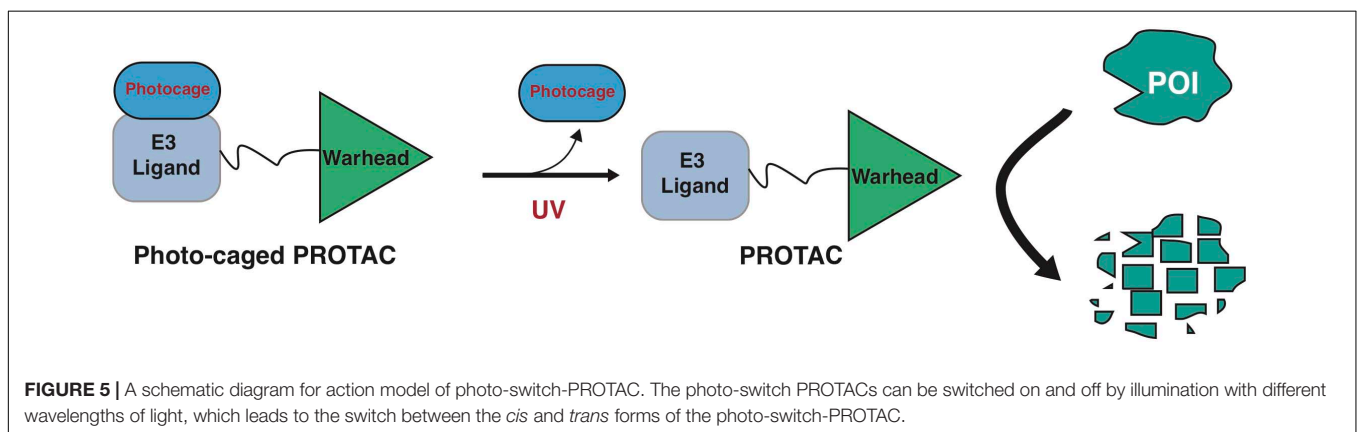 Photocage
E3
Ligand
Warhead
Photo-caged PROTAC
Photocage
UV
E3
Ligand
Warhead
PROTAC
POI
FIGURE 5 | A schematic diagram for action model of photo-switch-PROTAC. The photo-switch PROTACs can be switched on and off by illumination with different
wavelengths of light, which leads to the switch between the cis and trans forms of the photo-switch-PROTAC.